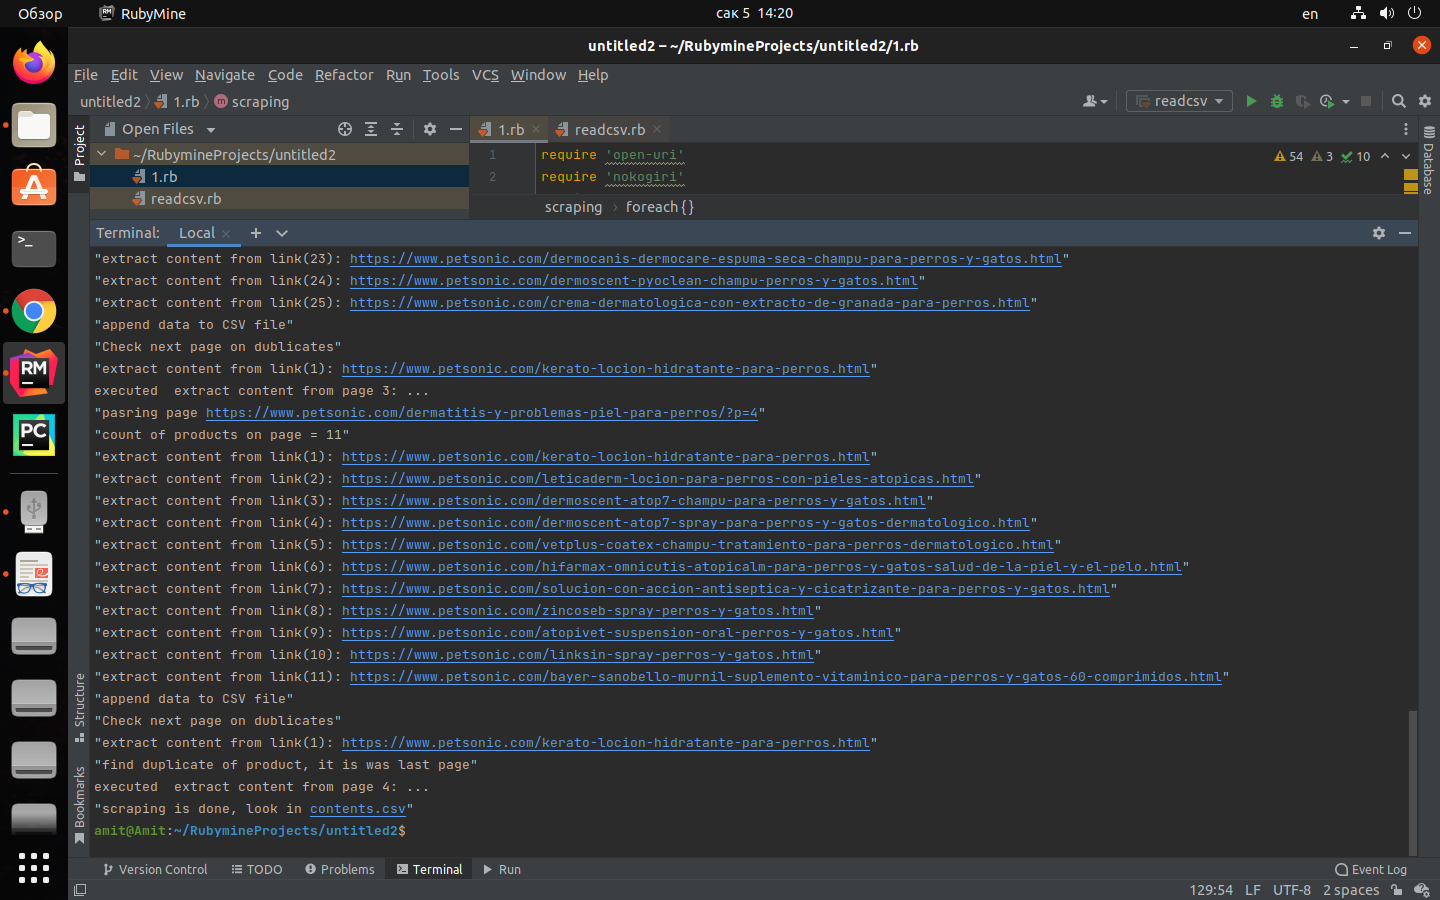 Обзор RubyMine сак 5 14:20 en
untitled2 – ~/RubymineProjects/untitled2/1.rb
File Edit View Navigate Code Refactor Run Tools VCS Window Help
untitled2 1.rb m scraping readcsv
Project Open Files 1.rb readcsv.rb
~/RubymineProjects/untitled2
1.rb
readcsv.rb
1 require 'open-uri' 54 3 10
2 require 'nokogiri'
scraping › foreach{}
Database
Terminal: Local
"extract content from link(23): https://www.petsonic.com/dermocanis-dermocare-espuma-seca-champu-para-perros-y-gatos.html"
"extract content from link(24): https://www.petsonic.com/dermoscent-pyoclean-champu-perros-y-gatos.html"
"extract content from link(25): https://www.petsonic.com/crema-dermatologica-con-extracto-de-granada-para-perros.html"
"append data to CSV file"
"Check next page on dublicates"
"extract content from link(1): https://www.petsonic.com/kerato-locion-hidratante-para-perros.html"
executed  extract content from page 3: ...
"pasring page https://www.petsonic.com/dermatitis-y-problemas-piel-para-perros/?p=4"
"count of products on page = 11"
"extract content from link(1): https://www.petsonic.com/kerato-locion-hidratante-para-perros.html"
"extract content from link(2): https://www.petsonic.com/leticaderm-locion-para-perros-con-pieles-atopicas.html"
"extract content from link(3): https://www.petsonic.com/dermoscent-atop7-champu-para-perros-y-gatos.html"
"extract content from link(4): https://www.petsonic.com/dermoscent-atop7-spray-para-perros-y-gatos-dermatologico.html"
"extract content from link(5): https://www.petsonic.com/vetplus-coatex-champu-tratamiento-para-perros-dermatologico.html"
"extract content from link(6): https://www.petsonic.com/hifarmax-omnicutis-atopicalm-para-perros-y-gatos-salud-de-la-piel-y-el-pelo.html"
"extract content from link(7): https://www.petsonic.com/solucion-con-accion-antiseptica-y-cicatrizante-para-perros-y-gatos.html"
"extract content from link(8): https://www.petsonic.com/zincoseb-spray-perros-y-gatos.html"
"extract content from link(9): https://www.petsonic.com/atopivet-suspension-oral-perros-y-gatos.html"
"extract content from link(10): https://www.petsonic.com/linksin-spray-perros-y-gatos.html"
"extract content from link(11): https://www.petsonic.com/bayer-sanobello-murnil-suplemento-vitaminico-para-perros-y-gatos-60-comprimidos.html"
"append data to CSV file"
"Check next page on dublicates"
"extract content from link(1): https://www.petsonic.com/kerato-locion-hidratante-para-perros.html"
"find duplicate of product, it is was last page"
executed  extract content from page 4: ...
"scraping is done, look in contents.csv"
amit@Amit:~/RubymineProjects/untitled2$
Structure
Bookmarks
Version Control TODO Problems Terminal Run Event Log
129:54 LF UTF-8 2 spaces
RM
PC